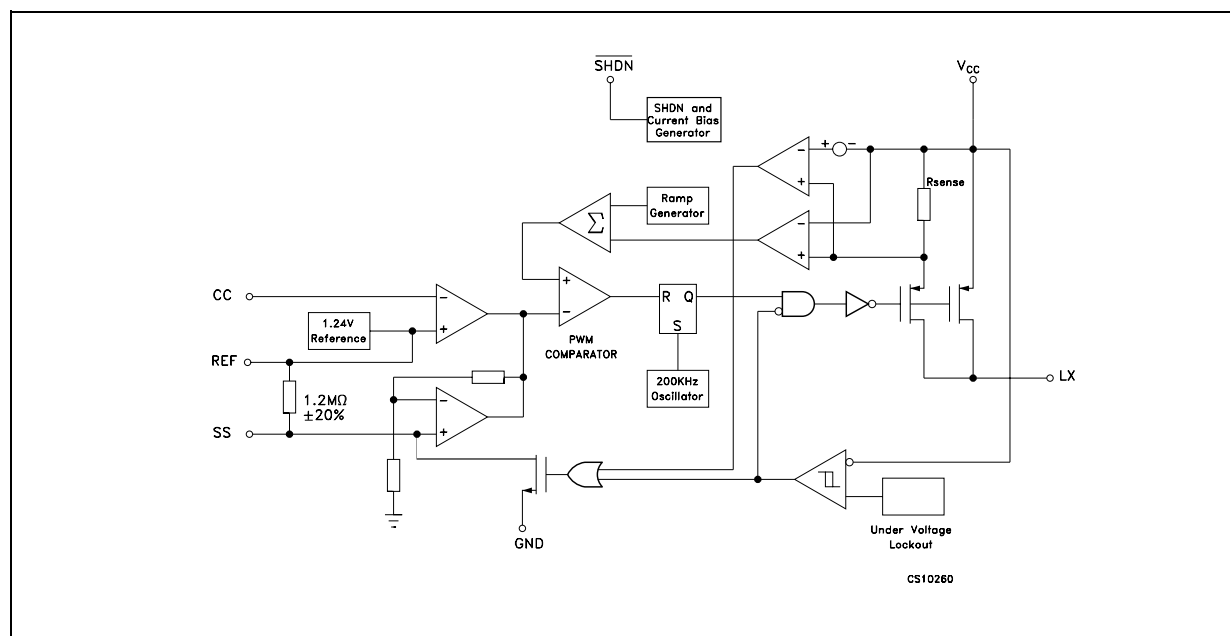 SHDN
VCC
SHDN and
Current Bias
Generator
+ -
-
+
Rsense
Ramp
Generator
Σ
-
+
+
-
CC
-
+
1.24V
Reference
R Q
S
PWM
COMPARATOR
REF
1.2MΩ
±20%
200KHz
Oscillator
LX
-
+
SS
GND
Under Voltage
Lockout
CS10260